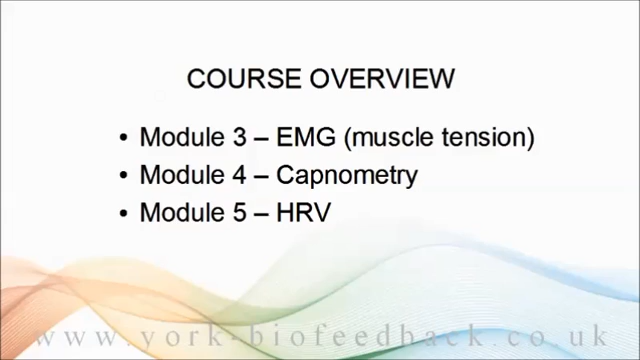 COURSE OVERVIEW
• Module 3 – EMG (muscle tension)
• Module 4 – Capnometry
• Module 5 – HRV
www.york-biofeedback.co.uk